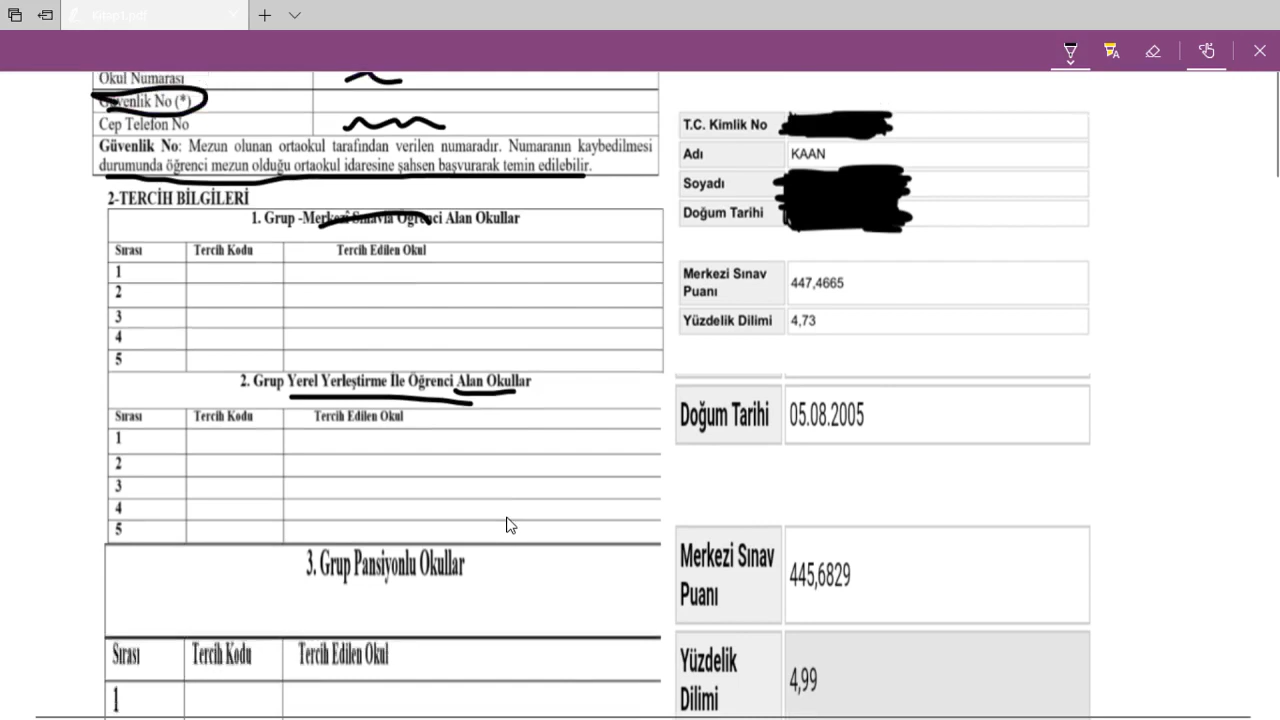 Kitap1.pdf
Okul Numarası
Güvenlik No (*)
Cep Telefon No
Güvenlik No: Mezun olunan ortaokul tarafından verilen numaradır. Numaranın kaybedilmesi
durumunda öğrenci mezun olduğu ortaokul idaresine şahsen başvurarak temin edilebilir.
2-TERCİH BİLGİLERİ
1. Grup -Merkezî Sınavla Öğrenci Alan Okullar
Sırası Tercih Kodu Tercih Edilen Okul
1
2
3
4
5
2. Grup Yerel Yerleştirme İle Öğrenci Alan Okullar
Sırası Tercih Kodu Tercih Edilen Okul
1
2
3
4
5
3. Grup Pansiyonlu Okullar
Sırası Tercih Kodu Tercih Edilen Okul
1
T.C. Kimlik No
Adı KAAN
Soyadı
Doğum Tarihi
Merkezi Sınav
Puanı
447,4665
Yüzdelik Dilimi 4,73
Doğum Tarihi 05.08.2005
Merkezi Sınav
Puanı
445,6829
Yüzdelik
Dilimi
4,99